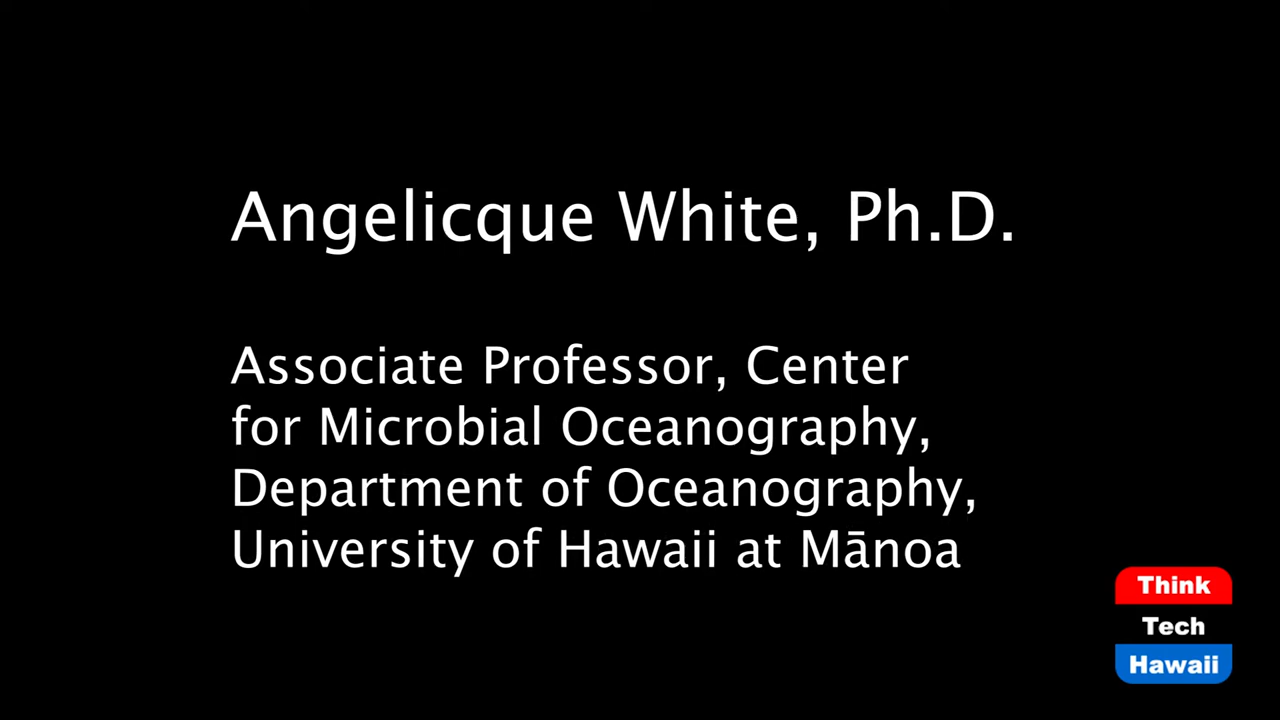 Angelicque White, Ph.D.
Associate Professor, Center
for Microbial Oceanography,
Department of Oceanography,
University of Hawaii at Mānoa
Think
Tech
Hawaii